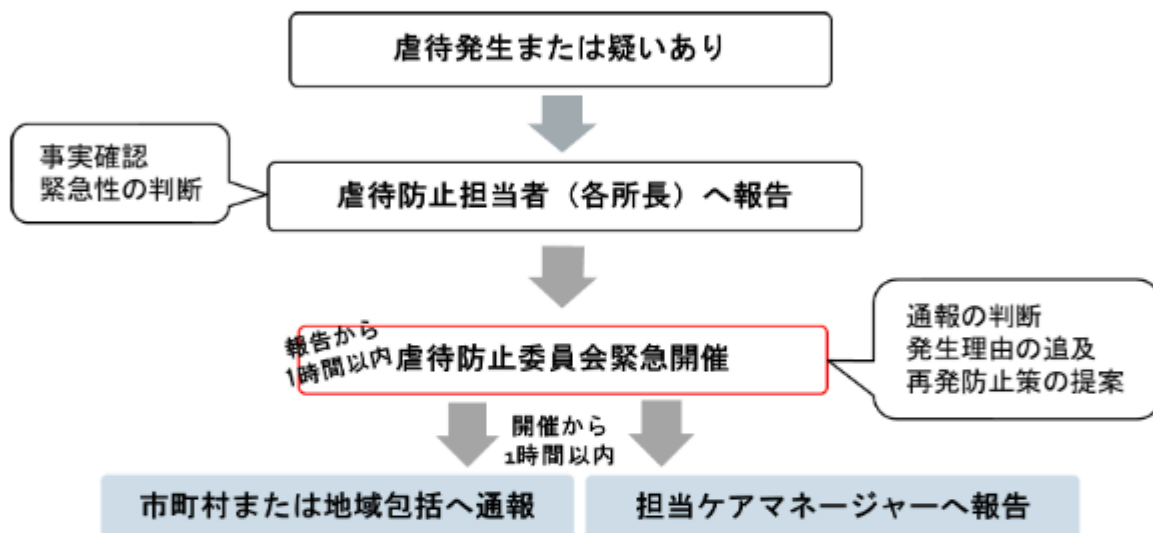 虐待発生または疑いあり
事実確認
緊急性の判断
虐待防止担当者（各所長）へ報告
報告から
1時間以内
虐待防止委員会緊急開催
通報の判断
発生理由の追及
再発防止策の提案
開催から
1時間以内
市町村または地域包括へ通報
担当ケアマネージャーへ報告